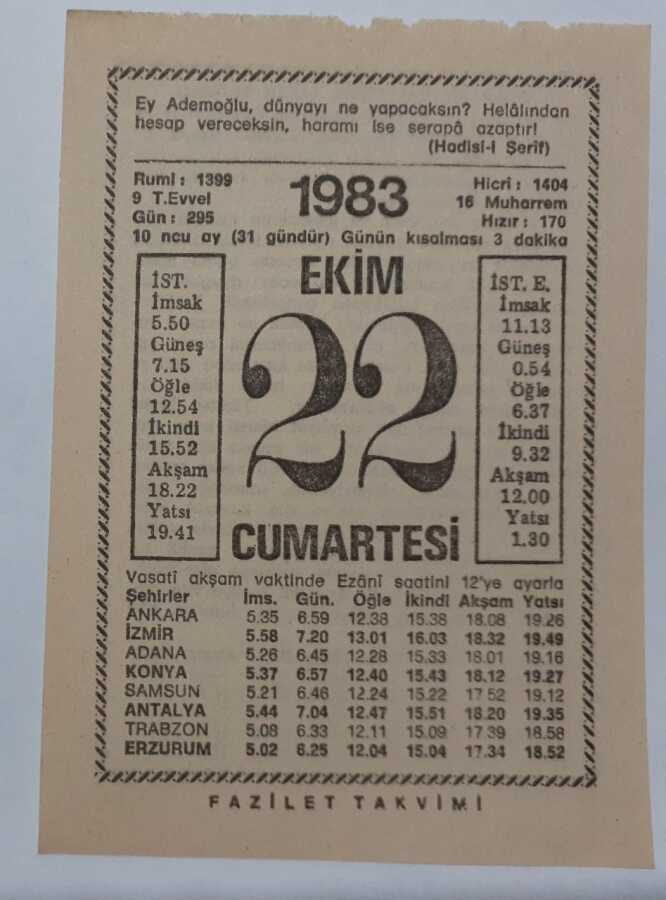 Ey Ademoğlu, dünyayı ne yapacaksın? Helâlından
hesap vereceksin, haramı ise serapâ azaptır!
(Hadisi-i Şerif)
Rumi: 1399
9 T.Evvel
Gün: 295
1983
Hicri: 1404
16 Muharrem
Hızır: 170
10 ncu ay (31 gündür) Günün kısalması 3 dakika
İST.
İmsak
5.50
Güneş
7.15
Öğle
12.54
İkindi
15.52
Akşam
18.22
Yatsı
19.41
EKİM
22
CUMARTESİ
İST. E.
İmsak
11.13
Güneş
0.54
Öğle
6.37
İkindi
9.32
Akşam
12.00
Yatsı
1.30
Vasatî akşam vaktinde Ezânî saatini 12'ye ayarla
Şehirler İms. Gün. Öğle İkindi Akşam Yatsı
ANKARA 5.35 6.59 12.38 15.38 18.08 19.26
İZMİR 5.58 7.20 13.01 16.03 18.32 19.49
ADANA 5.26 6.45 12.28 15.33 18.01 19.16
KONYA 5.37 6.57 12.40 15.43 18.12 19.27
SAMSUN 5.21 6.46 12.24 15.22 17 52 19.12
ANTALYA 5.44 7.04 12.47 15.51 18.20 19.35
TRABZON 5.08 6.33 12.11 15.09 17.39 18.58
ERZURUM 5.02 6.25 12.04 15.04 17.34 18.52
FAZİLET TAKVİMİ